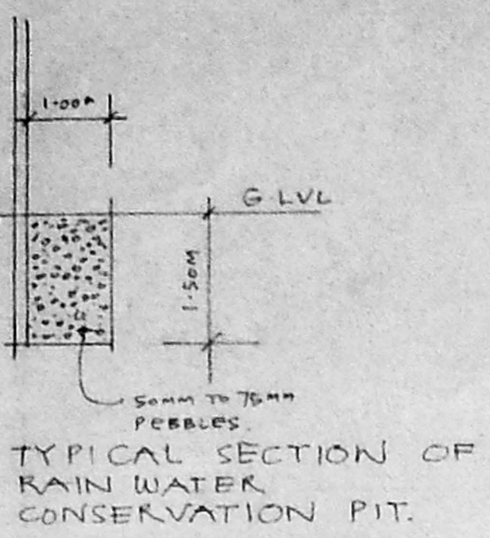 1.00M
G LVL
1.50M
50MM TO 75MM
PEBBLES.
TYPICAL SECTION OF
RAIN WATER
CONSERVATION PIT.